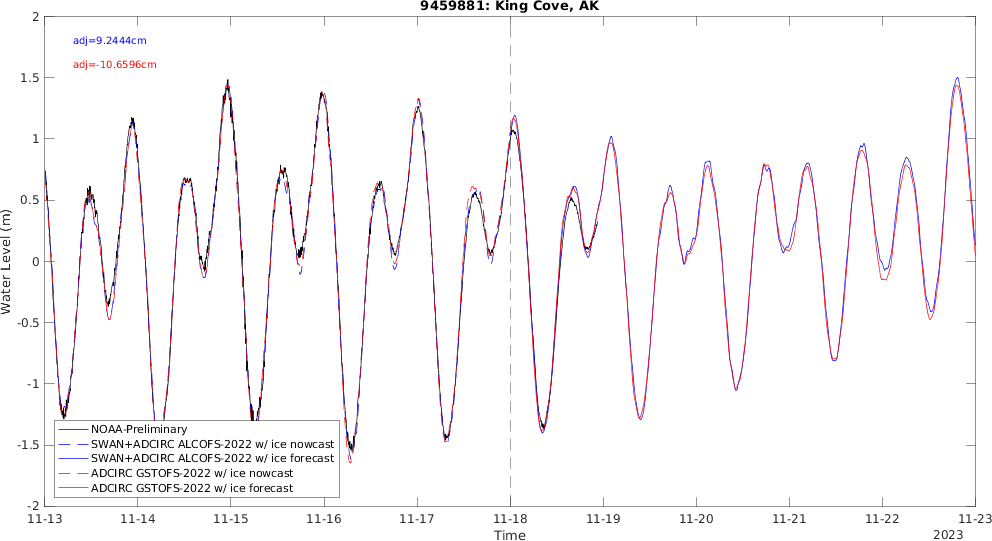 9459881: King Cove, AK
adj=9.2444cm
adj=-10.6596cm
Water Level (m)
2
1.5
1
0.5
0
-0.5
-1
-1.5
-2
NOAA-Preliminary
SWAN+ADCIRC ALCOFS-2022 w/ ice nowcast
SWAN+ADCIRC ALCOFS-2022 w/ ice forecast
ADCIRC GSTOFS-2022 w/ ice nowcast
ADCIRC GSTOFS-2022 w/ ice forecast
11-13 11-14 11-15 11-16 11-17 11-18 11-19 11-20 11-21 11-22 11-23
Time
2023